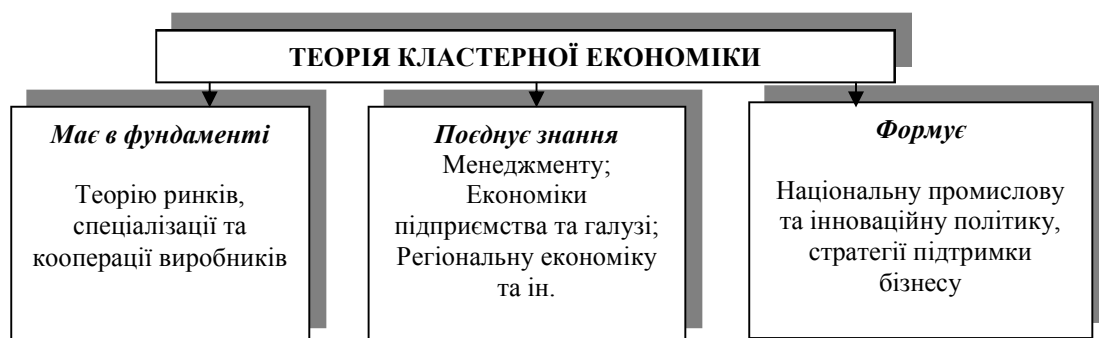 ТЕОРІЯ КЛАСТЕРНОЇ ЕКОНОМІКИ
Має в фундаменті
Теорію ринків,
спеціалізації та
кооперації виробників
Поєднує знання
Менеджменту;
Економіки
підприємства та галузі;
Регіональну економіку
та ін.
Формує
Національну промислову
та інноваційну політику,
стратегії підтримки
бізнесу